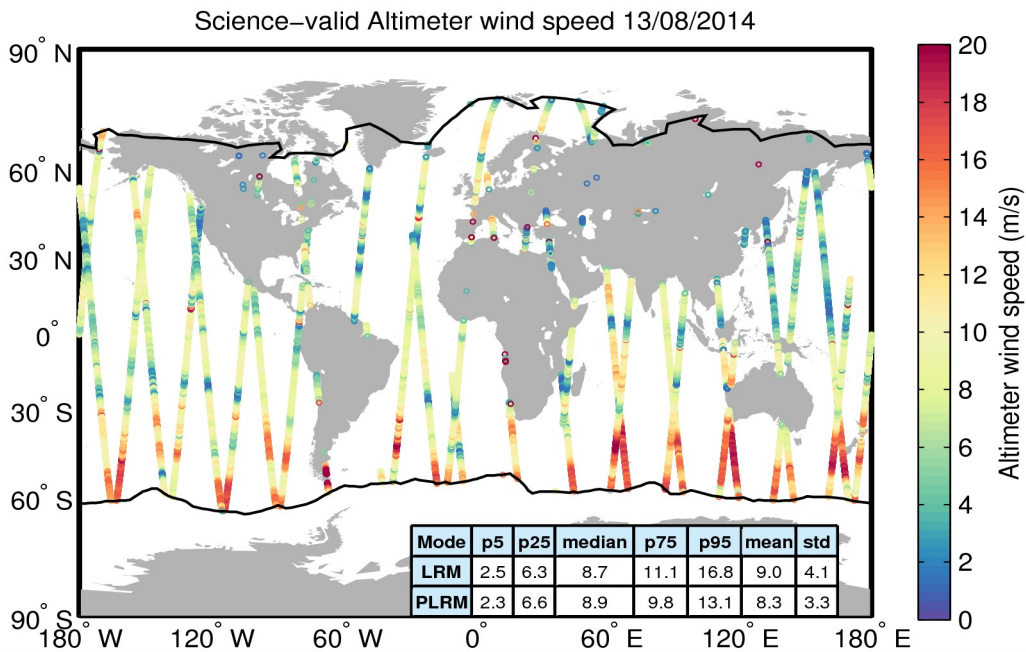 Science−valid Altimeter wind speed 13/08/2014
90° N
60° N
30° N
0°
30° S
60° S
90° S
180° W
120° W
60° W
0°
60° E
120° E
180° E
Mode p5 p25 median p75 p95 mean std
LRM 2.5 6.3 8.7 11.1 16.8 9.0 4.1
PLRM 2.3 6.6 8.9 9.8 13.1 8.3 3.3
20
18
16
14
12
10
8
6
4
2
0
Altimeter wind speed (m/s)